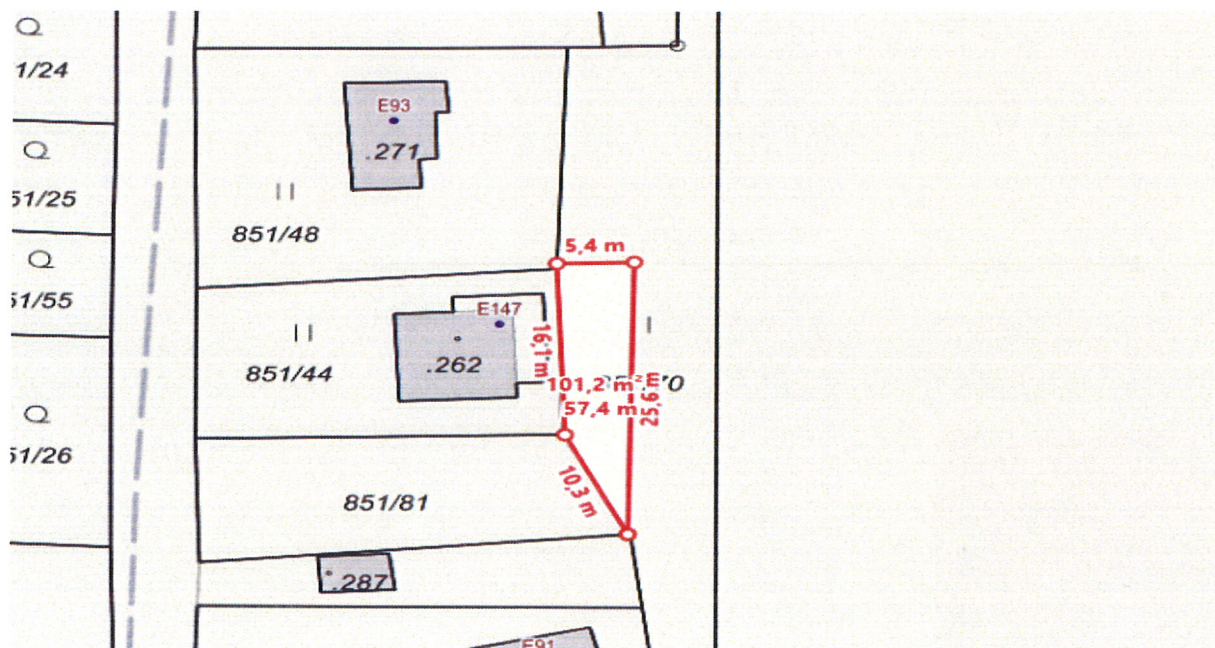 1/24
E93
.271
51/25
851/48
5,4 m
51/55
E147
16,1 m
.262
851/44
101,2 m²
70
57,4 m
25,6 m
51/26
10,3 m
851/81
.287
E91